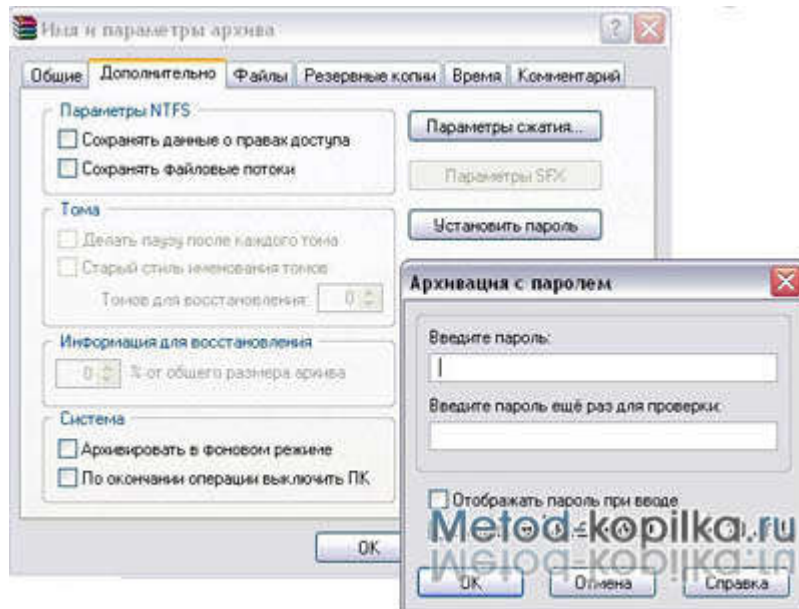 Имя и параметры архива
Общие Дополнительно Файлы Резервные копии Время Комментарий
Параметры NTFS
Сохранять данные о правах доступа
Сохранять файловые потоки
Параметры сжатия...
Параметры SFX
Установить пароль
Тома
Делать паузу после каждого тома
Старый стиль именования томов
Томов для восстановления: 0
Информация для восстановления
0 % от общего размера архива
Система
Архивировать в фоновом режиме
По окончании операции выключить ПК
OK
Архивация с паролем
Введите пароль:
Введите пароль ещё раз для проверки:
Отображать пароль при вводе
Metod-kopilka.ru
OK Отмена Справка